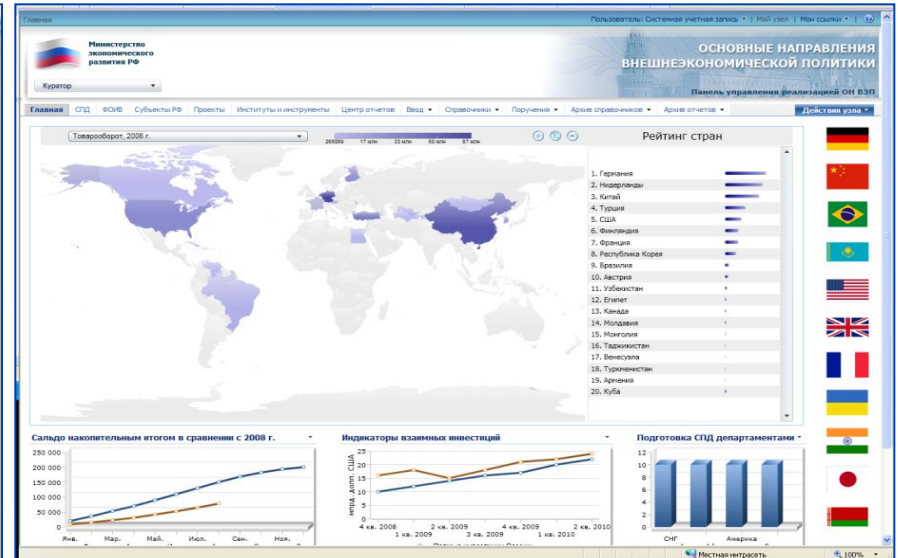 Главная
Пользователь: Системная учетная запись | Мой узел | Мои ссылки
Министерство
экономического
развития РФ
ОСНОВНЫЕ НАПРАВЛЕНИЯ
ВНЕШНЕЭКОНОМИЧЕСКОЙ ПОЛИТИКИ
Панель управления реализацией ОН ВЭП
Куратор
Главная СПД ФОИВ Субъекты РФ Проекты Институты и инструменты Центр отчетов Ввод Справочники Поручения Архив справочников Архив отчетов Действия узла
Товарооборот, 2008 г.
17 млн 33 млн 50 млн 67 млн
Рейтинг стран
1. Германия
2. Нидерланды
3. Китай
4. Турция
5. США
6. Финляндия
7. Франция
8. Республика Корея
9. Бразилия
10. Австрия
11. Узбекистан
12. Египет
13. Канада
14. Молдавия
15. Монголия
16. Таджикистан
17. Венесуэла
18. Туркменистан
19. Армения
20. Куба
Сальдо накопительным итогом в сравнении с 2008 г.
250 000
200 000
150 000
100 000
50 000
0
Янв. Мар. Май. Июл. Сен. Ноя.
Индикаторы взаимных инвестиций
млрд долл. США
25
20
15
10
5
0
4 кв. 2008 2 кв. 2009 4 кв. 2009 2 кв. 2010
1 кв. 2009 3 кв. 2009 1 кв. 2010
Подготовка СПД департаментами
12
10
8
6
4
2
0
СНГ Америка
Местная интрасеть 100%